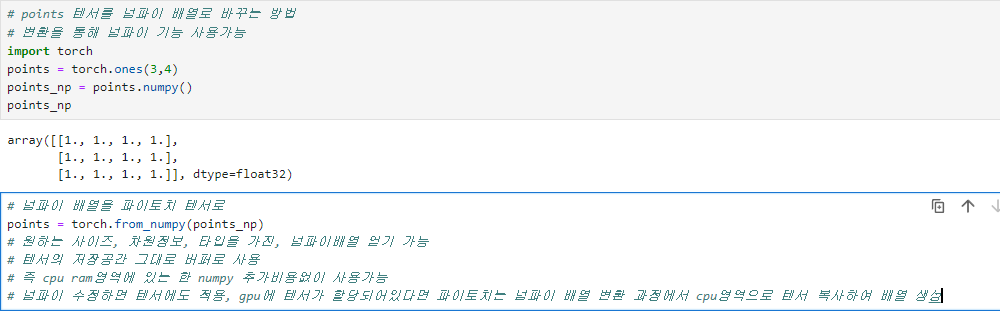 # points 텐서를 넘파이 배열로 바꾸는 방법
# 변환을 통해 넘파이 기능 사용가능
import torch
points = torch.ones(3,4)
points_np = points.numpy()
points_np
array([[1., 1., 1., 1.],
       [1., 1., 1., 1.],
       [1., 1., 1., 1.]], dtype=float32)
# 넘파이 배열을 파이토치 텐서로
points = torch.from_numpy(points_np)
# 원하는 사이즈, 차원정보, 타입을 가진, 넘파이배열 얻기 가능
# 텐서의 저장공간 그대로 버퍼로 사용
# 즉 cpu ram영역에 있는 한 numpy 추가비용없이 사용가능
# 넘파이 수정하면 텐서에도 적용, gpu에 텐서가 할당되어있다면 파이토치는 넘파이 배열 변환 과정에서 cpu영역으로 텐서 복사하여 배열 생성